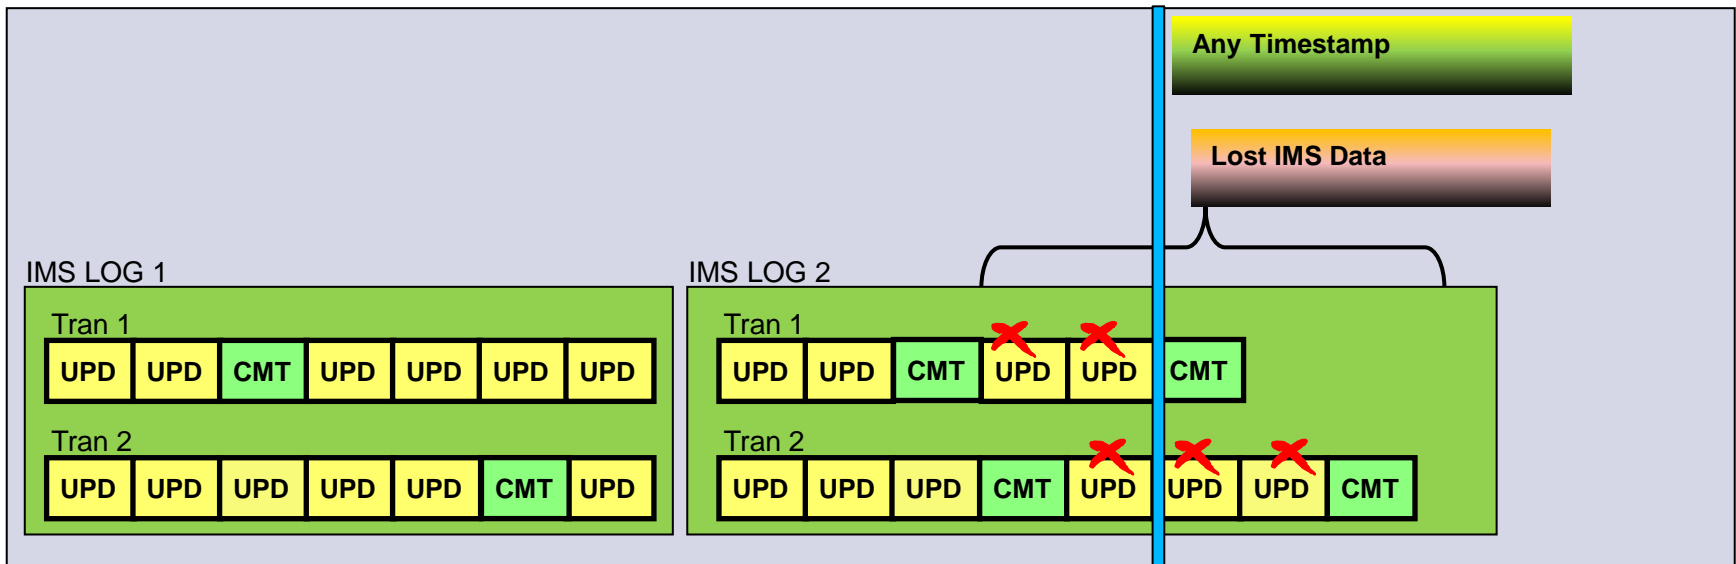 Any Timestamp
Lost IMS Data
IMS LOG 1
Tran 1
UPD UPD CMT UPD UPD UPD UPD
Tran 2
UPD UPD UPD UPD UPD CMT UPD
IMS LOG 2
Tran 1
UPD UPD CMT UPD UPD CMT
Tran 2
UPD UPD UPD CMT UPD UPD UPD CMT